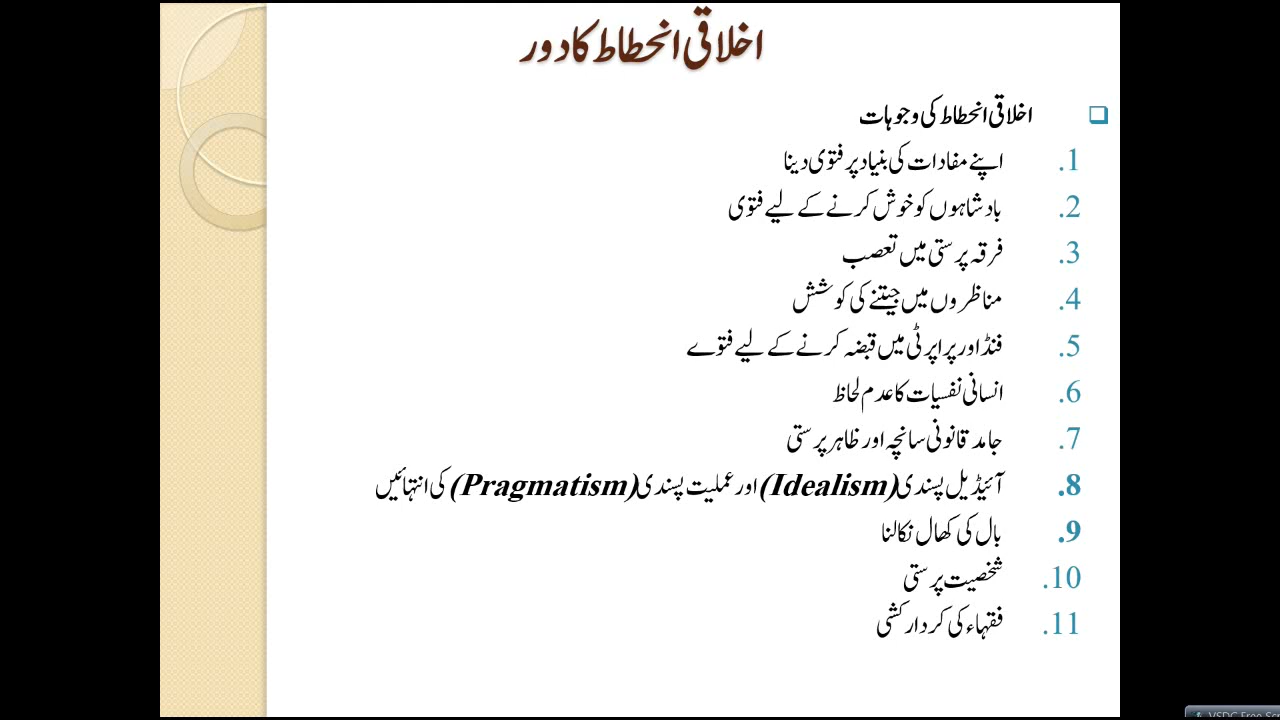 اخلاقی انحطاط کا دور
❑ اخلاقی انحطاط کی وجوہات
1. اپنے مفادات کی بنیاد پر فتوی دینا
2. بادشاہوں کو خوش کرنے کے لیے فتوی
3. فرقہ پرستی میں تعصب
4. مناظروں میں جیتنے کی کوشش
5. فنڈ اور پراپرٹی میں قبضہ کرنے کے لیے فتوے
6. انسانی نفسیات کا عدم لحاظ
7. جامد قانونی سانچہ اور ظاہر پرستی
8. آئیڈیل پسندی (Idealism) اور عملیت پسندی (Pragmatism) کی انتہائیں
9. بال کی کھال نکالنا
10. شخصیت پرستی
11. فقہاء کی کردار کشی